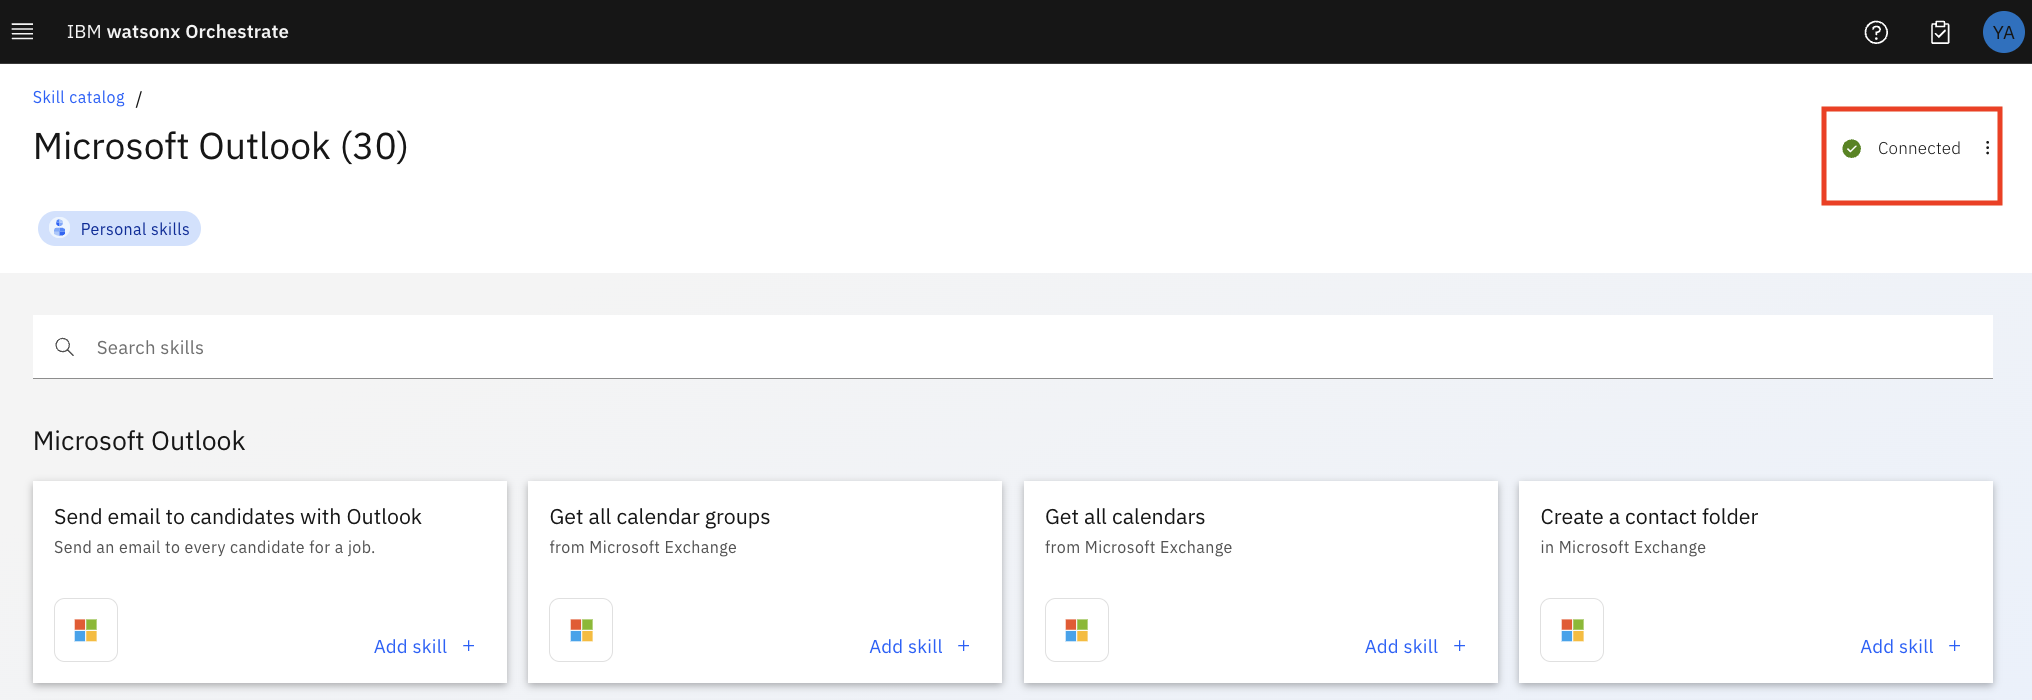 IBM watsonx Orchestrate
YA
Skill catalog /
Microsoft Outlook (30)
Connected
Personal skills
Search skills
Microsoft Outlook
Send email to candidates with Outlook
Send an email to every candidate for a job.
Add skill +
Get all calendar groups
from Microsoft Exchange
Add skill +
Get all calendars
from Microsoft Exchange
Add skill +
Create a contact folder
in Microsoft Exchange
Add skill +